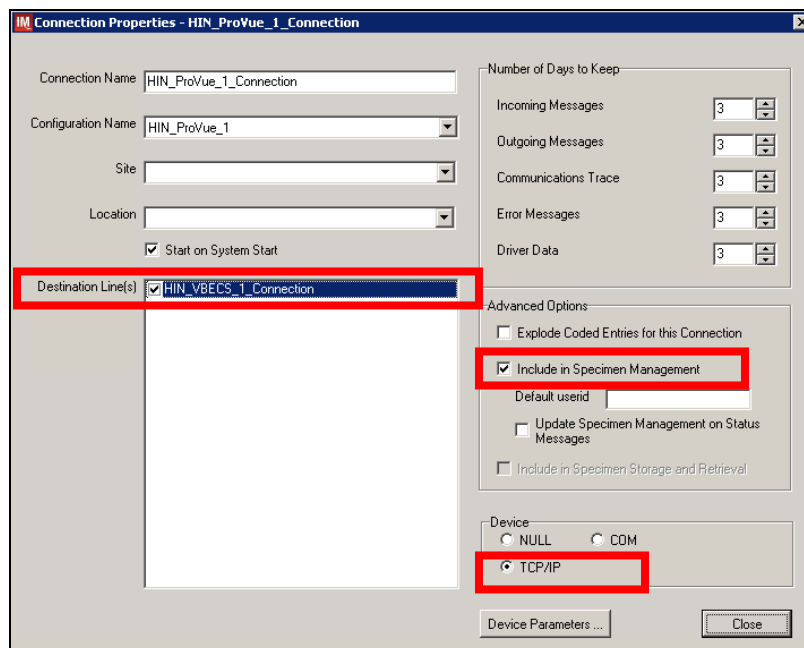 IM Connection Properties - HIN_ProVue_1_Connection
Connection Name HIN_ProVue_1_Connection
Configuration Name HIN_ProVue_1
Site
Location
Start on System Start
Destination Line(s) HIN_VBECS_1_Connection
Number of Days to Keep
Incoming Messages 3
Outgoing Messages 3
Communications Trace 3
Error Messages 3
Driver Data 3
Advanced Options
Explode Coded Entries for this Connection
Include in Specimen Management
Default userid
Update Specimen Management on Status
Messages
Include in Specimen Storage and Retrieval
Device
NULL COM
TCP/IP
Device Parameters ... Close